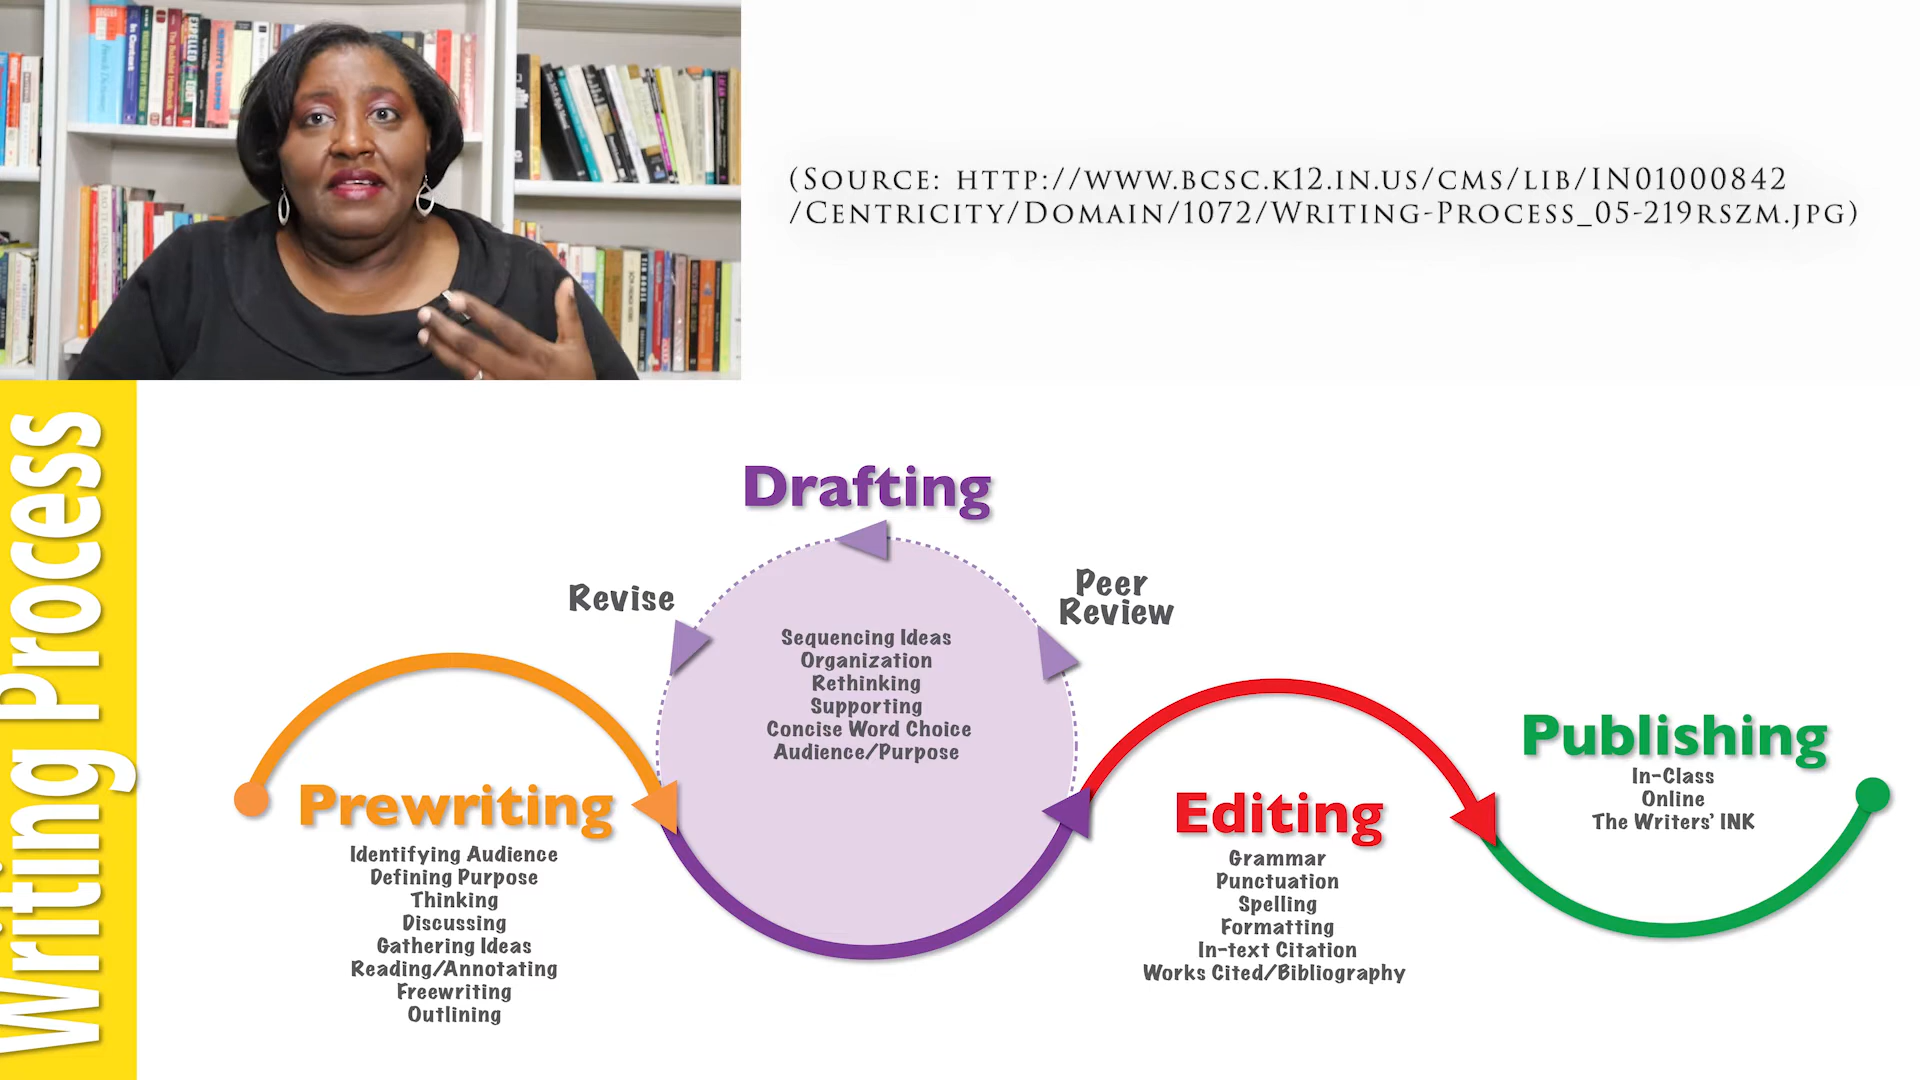 (Source: http://www.bcsc.k12.in.us/cms/lib/IN01000842
/Centricity/Domain/1072/Writing-Process_05-219rszm.jpg)
Writing Process
Drafting
Revise
Peer
Review
Sequencing Ideas
Organization
Rethinking
Supporting
Concise Word Choice
Audience/Purpose
Prewriting
Identifying Audience
Defining Purpose
Thinking
Discussing
Gathering Ideas
Reading/Annotating
Freewriting
Outlining
Editing
Grammar
Punctuation
Spelling
Formatting
In-text Citation
Works Cited/Bibliography
Publishing
In-Class
Online
The Writers' INK
In Context
EXPELLED